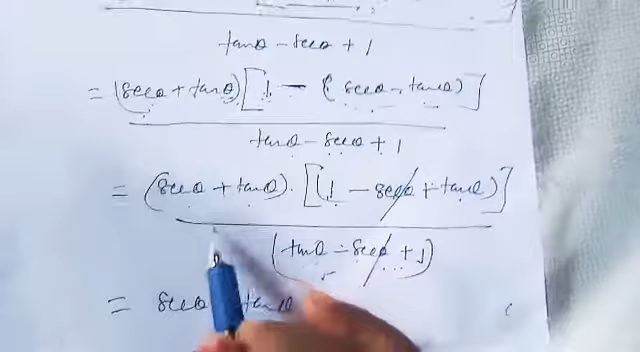 tanθ - secθ + 1
= (secθ + tanθ) [1 - (secθ - tanθ)]
tanθ - secθ + 1
= (secθ + tanθ) . [(1 - secθ + tanθ)]
(tanθ - secθ + 1)
= secθ tanθ